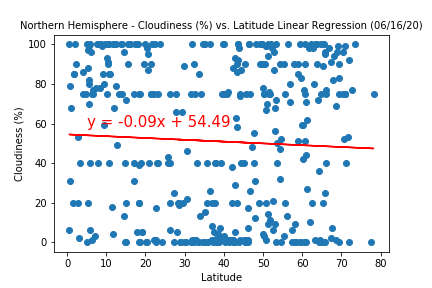 Northern Hemisphere - Cloudiness (%) vs. Latitude Linear Regression (06/16/20)
100
80
60
40
20
0
Cloudiness (%)
y = -0.09x + 54.49
0 10 20 30 40 50 60 70 80
Latitude